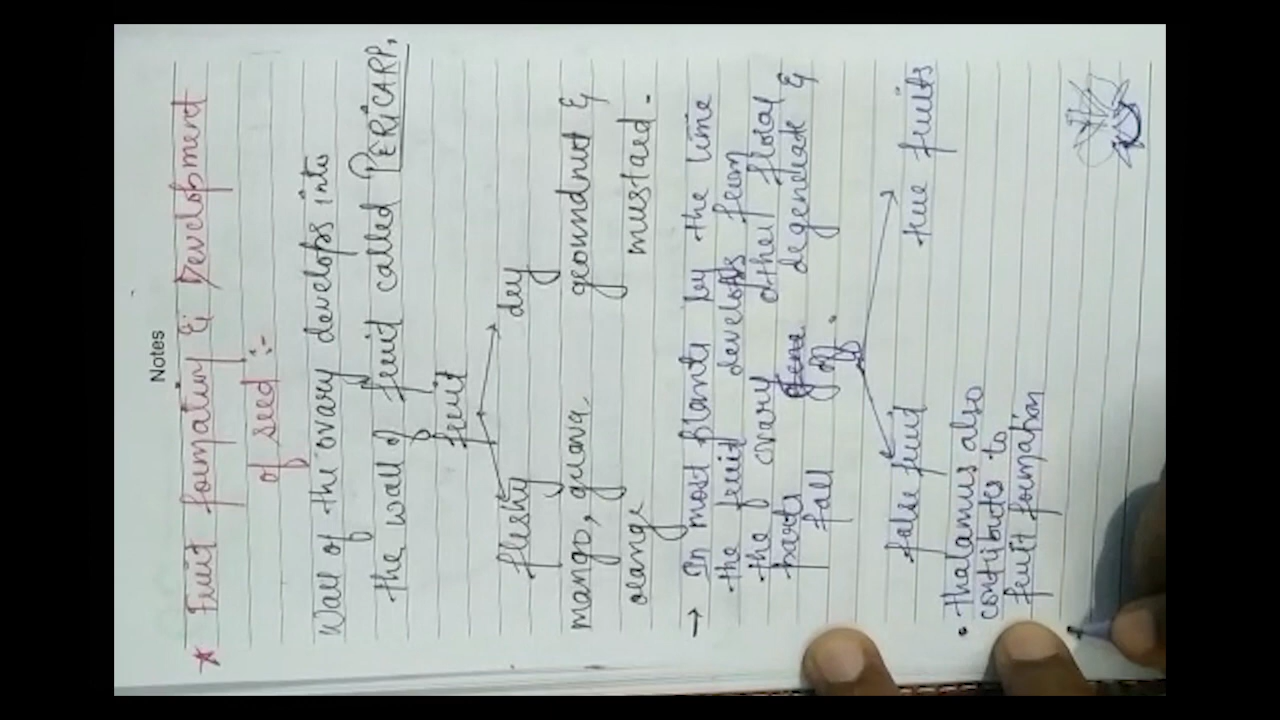 Notes
* Fruit formation & Development
of seed :-
Wall of the ovary develops into
the wall of fruit called PERICARP.
fruit
fleshy dry
mango, guava groundnut &
orange mustard.
→ In most plants by the time
the fruit develops from
the ovary other floral
parts degenerate &
fall off.
false fruit true fruits
• thalamus also
contributes to
fruit formation